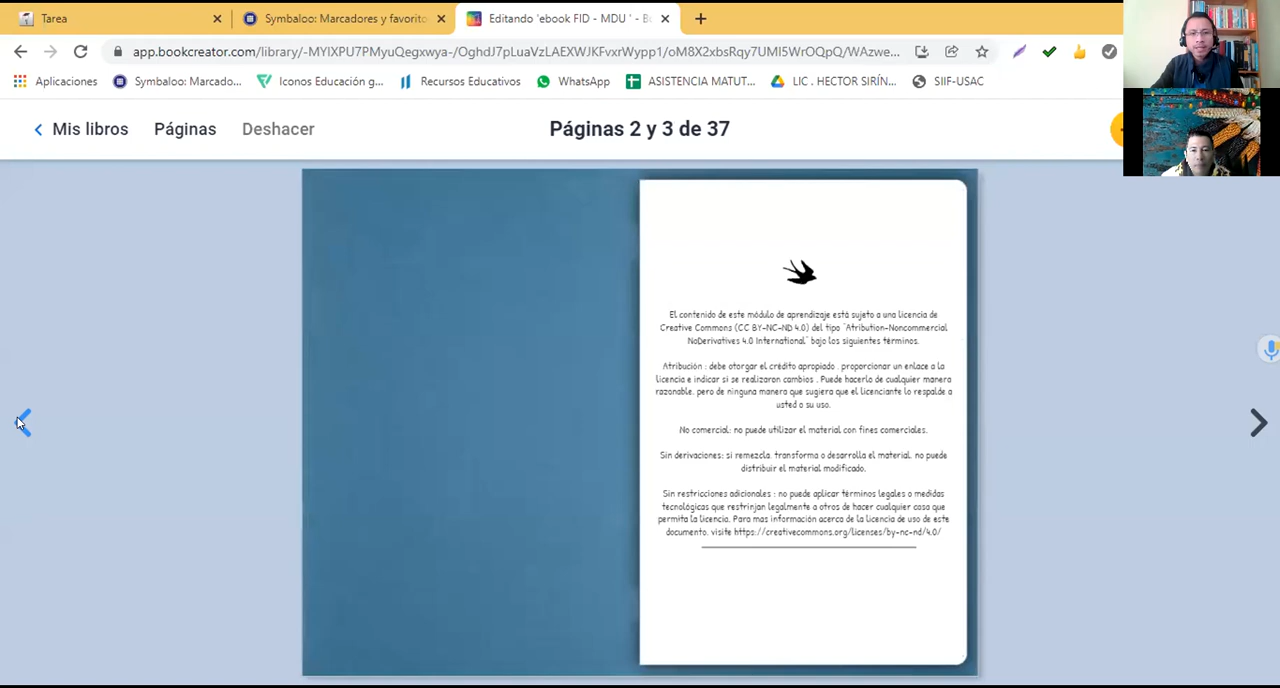 Tarea
Symbaloo: Marcadores y favorito
Editando 'ebook FID - MDU ' - Bo
app.bookcreator.com/library/-MYlXPU7PMyuQegxwya-/OghdJ7pLuaVzLAEXWJKFvxrWypp1/oM8X2xbsRqy7UMI5WrOQpQ/WAzwe...
Aplicaciones
Symbaloo: Marcado...
Iconos Educación g...
Recursos Educativos
WhatsApp
ASISTENCIA MATUT...
LIC . HECTOR SIRÍN...
SIIF-USAC
Mis libros
Páginas
Deshacer
Páginas 2 y 3 de 37
El contenido de este módulo de aprendizaje está sujeto a una licencia de
Creative Commons (CC BY-NC-ND 4.0) del tipo "Atribution-Noncommercial
NoDerivatives 4.0 International" bajo los siguientes términos.
Atribución : debe otorgar el crédito apropiado , proporcionar un enlace a la
licencia e indicar si se realizaron cambios . Puede hacerlo de cualquier manera
razonable, pero de ninguna manera que sugiera que el licenciante lo respalde a
usted o su uso.
No comercial: no puede utilizar el material con fines comerciales.
Sin derivaciones: si remezcla, transforma o desarrolla el material, no puede
distribuir el material modificado.
Sin restricciones adicionales : no puede aplicar términos legales o medidas
tecnológicas que restrinjan legalmente a otros de hacer cualquier cosa que
permita la licencia. Para mas información acerca de la licencia de uso de este
documento, visite https://creativecommons.org/licenses/by-nc-nd/4.0/